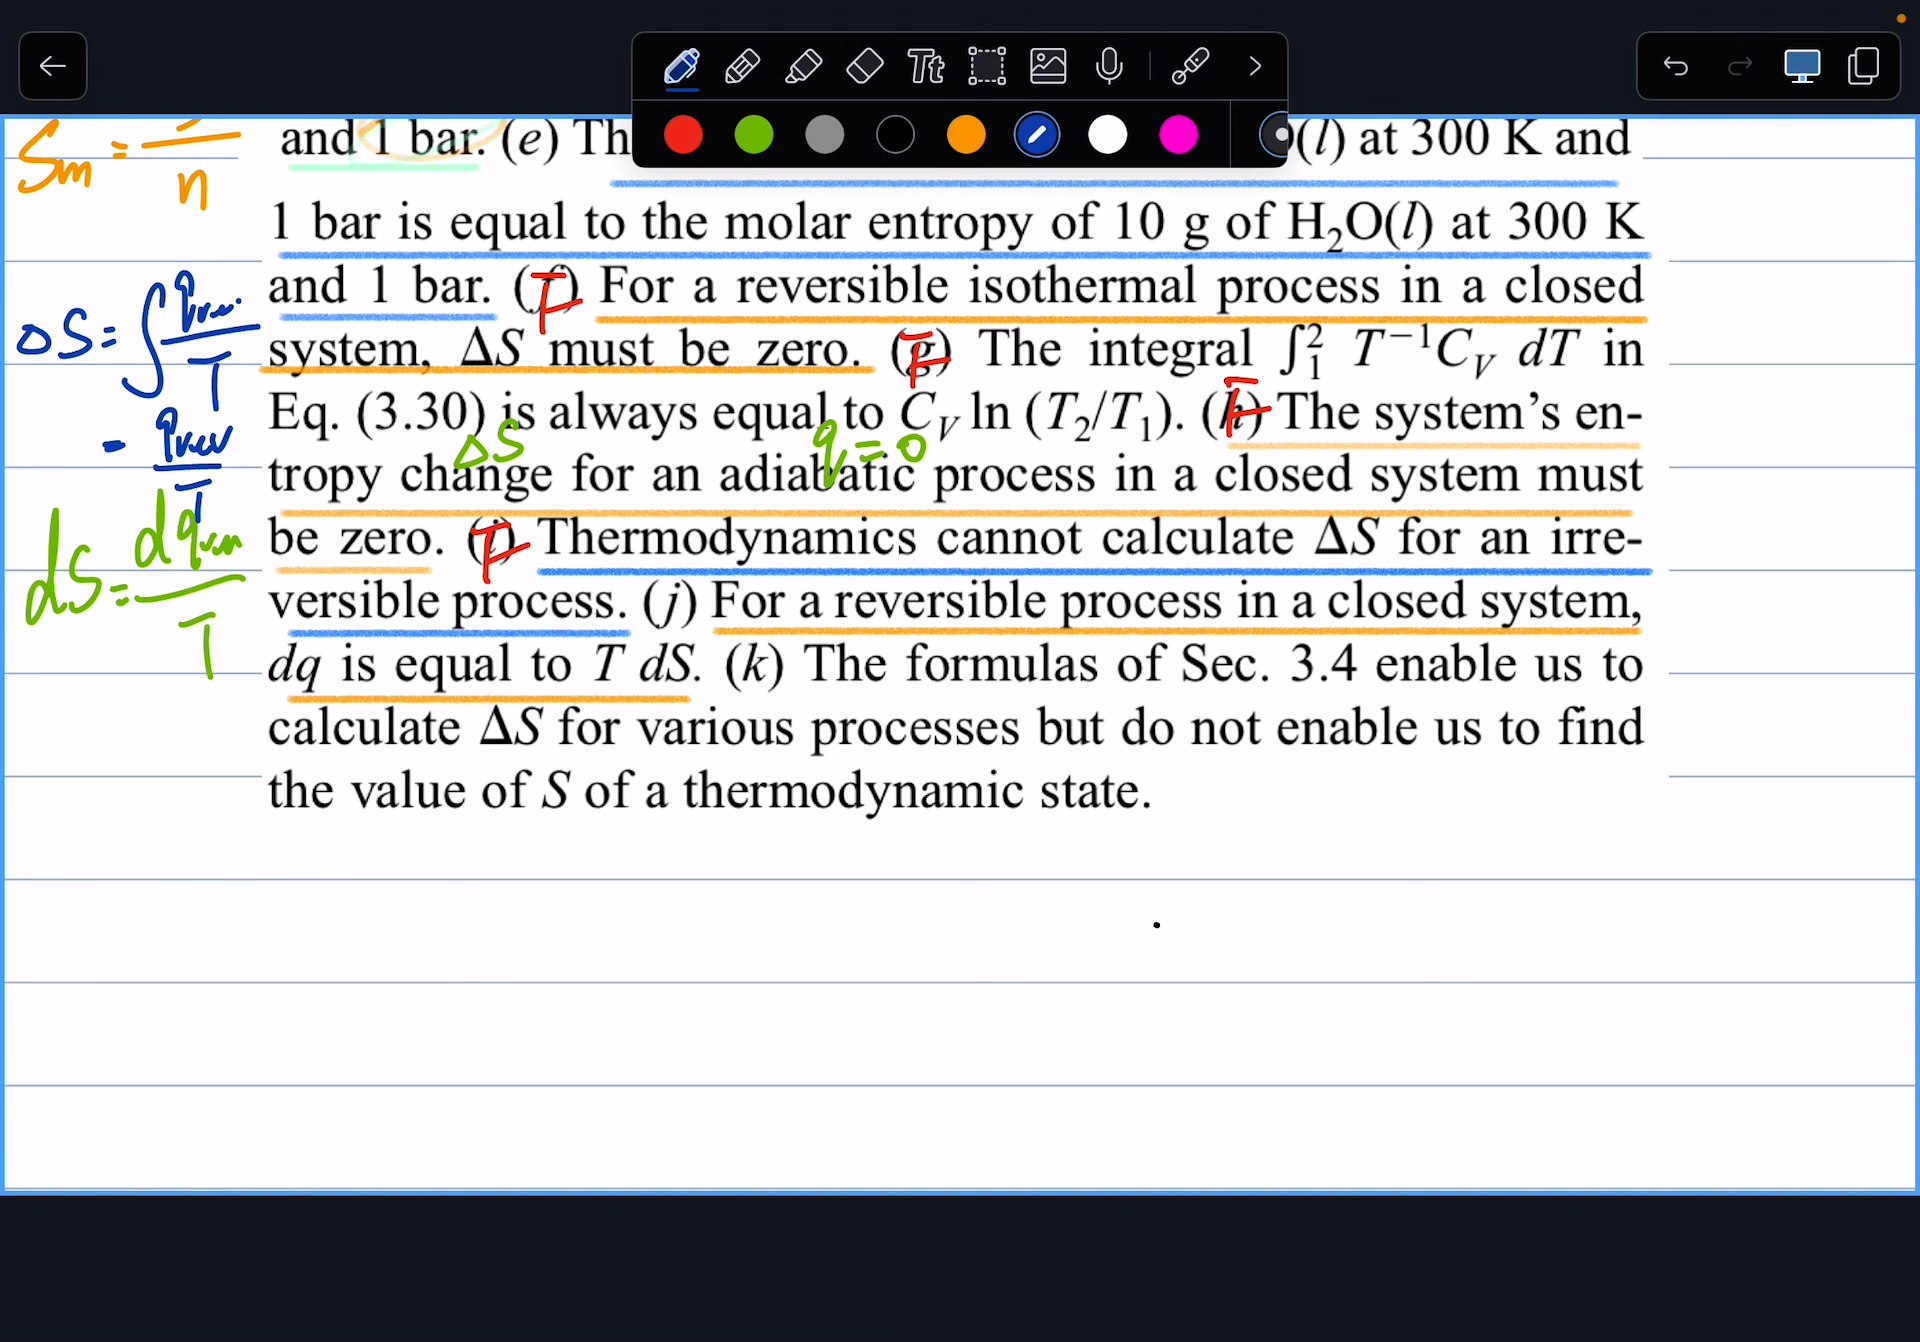 Tt
Sm = n
and 1 bar. (e) Th (l) at 300 K and
1 bar is equal to the molar entropy of 10 g of H₂O(l) at 300 K
and 1 bar. (f) F For a reversible isothermal process in a closed
ΔS = ∫ qrev. / T
system, ΔS must be zero. (g) F The integral ∫₁² T⁻¹C_V dT in
Eq. (3.30) is always equal to C_V ln (T₂/T₁). (h) F The system's en-
= qrev / T
ΔS q = 0
tropy change for an adiabatic process in a closed system must
dS = dqrev / T
be zero. (i) F Thermodynamics cannot calculate ΔS for an irre-
versible process. (j) For a reversible process in a closed system,
dq is equal to T dS. (k) The formulas of Sec. 3.4 enable us to
calculate ΔS for various processes but do not enable us to find
the value of S of a thermodynamic state.